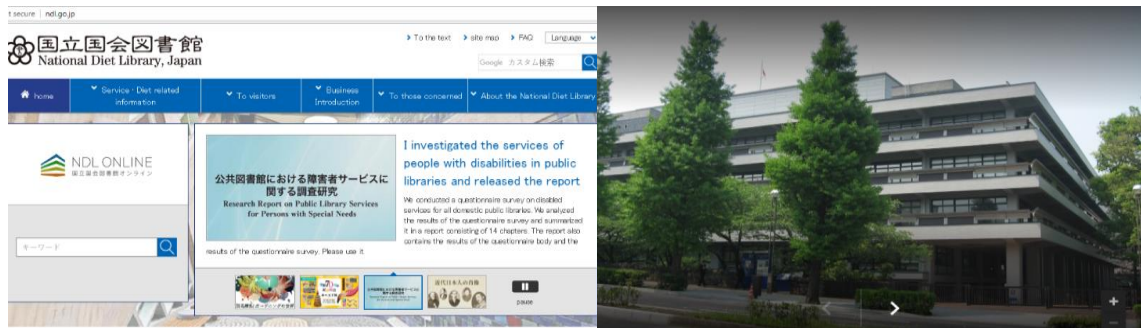 t secure | ndl.go.jp
国立国会図書館
National Diet Library, Japan
To the text
site map
FAQ
Language
Google カスタム検索
home
Service · Diet related
information
To visitors
Business
Introduction
To those concerned
About the National Diet Library
NDL ONLINE
国立国会図書館オンライン
キーワード
公共図書館における障害者サービスに
関する調査研究
Research Report on Public Library Services
for Persons with Special Needs
I investigated the services of
people with disabilities in public
libraries and released the report
We conducted a questionnaire survey on disabled
services for all domestic public libraries. We analyzed
the results of the questionnaire survey and summarized
it in a report consisting of 14 chapters. The report also
contains the results of the questionnaire body and the
results of the questionnaire survey. Please use it.
近代日本人の肖像
pause